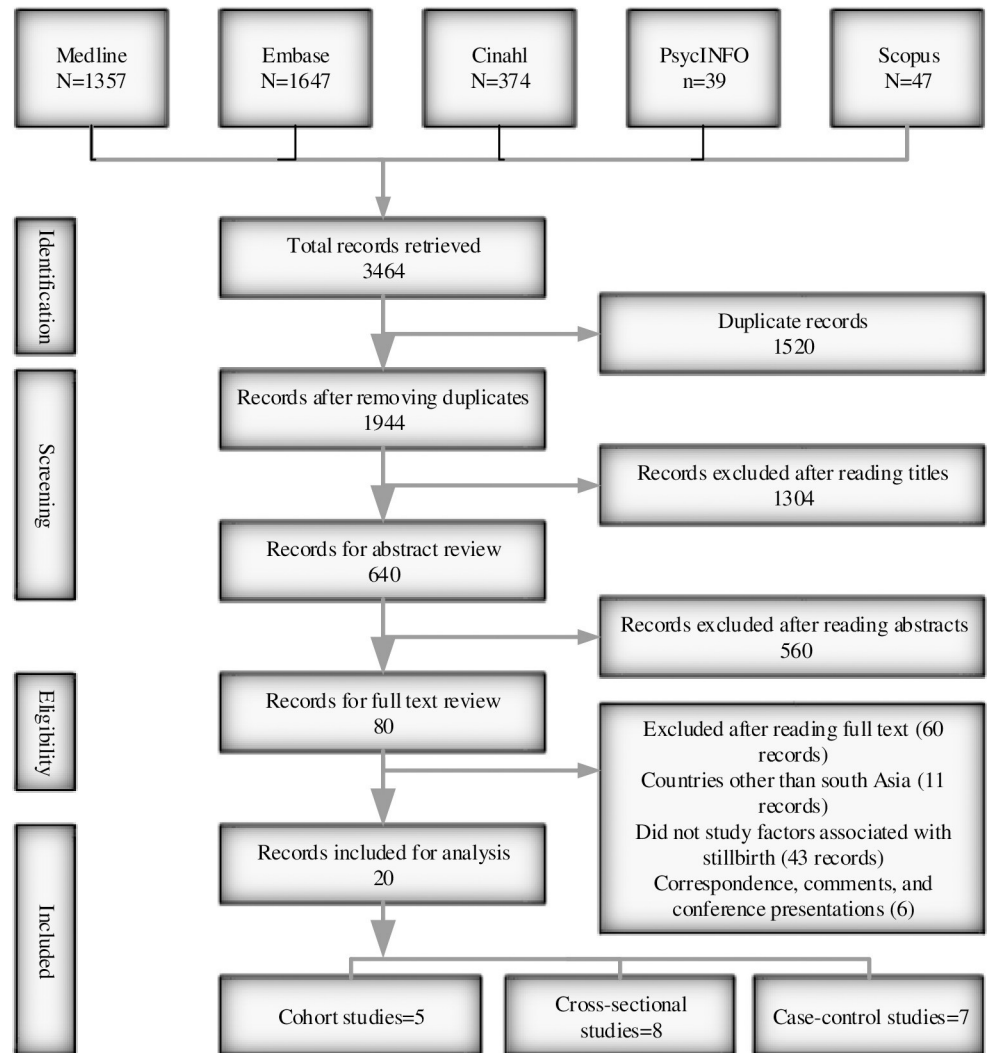 Medline
N=1357
Embase
N=1647
Cinahl
N=374
PsycINFO
n=39
Scopus
N=47
Identification
Total records retrieved
3464
Duplicate records
1520
Screening
Records after removing duplicates
1944
Records excluded after reading titles
1304
Records for abstract review
640
Records excluded after reading abstracts
560
Eligibility
Records for full text review
80
Excluded after reading full text (60
records)
Countries other than south Asia (11
records)
Did not study factors associated with
stillbirth (43 records)
Correspondence, comments, and
conference presentations (6)
Included
Records included for analysis
20
Cohort studies=5
Cross-sectional
studies=8
Case-control studies=7